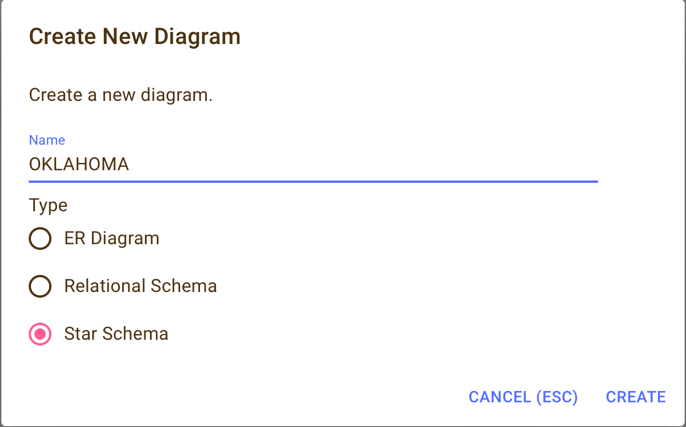 Create New Diagram
Create a new diagram.
Name
OKLAHOMA
Type
ER Diagram
Relational Schema
Star Schema
CANCEL (ESC) CREATE